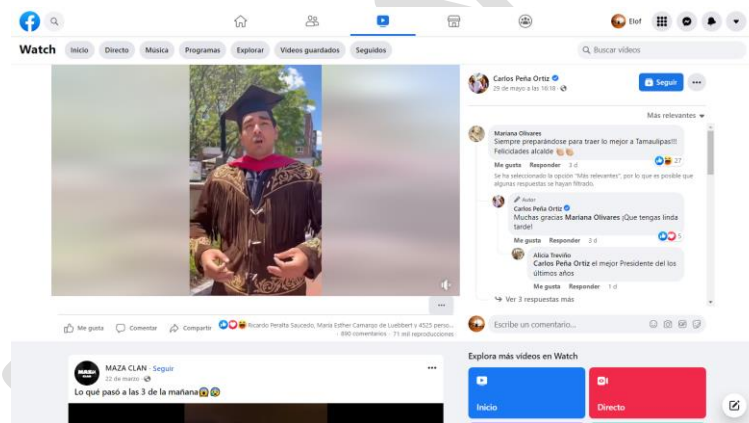 Elof
Watch
Inicio
Directo
Música
Programas
Explorar
Videos guardados
Seguidos
Buscar videos
Carlos Peña Ortiz
29 de mayo a las 16:18
Seguir
Más relevantes
Mariana Olivares
Siempre preparándose para traer lo mejor a Tamaulipas!!!
Felicidades alcalde 👏👏
27
Me gusta Responder 3 d
Se ha seleccionado la opción "Más relevantes", por lo que es posible que
algunas respuestas se hayan filtrado.
Autor
Carlos Peña Ortiz
Muchas gracias Mariana Olivares ¡Que tengas linda
tarde!
5
Me gusta Responder 3 d
Alicia Treviño
Carlos Peña Ortiz el mejor Presidente del los
últimos años
Me gusta Responder 1 d
Ver 3 respuestas más
Me gusta
Comentar
Compartir
Ricardo Peralta Saucedo, María Esther Camargo de Luebbert y 4525 perso...
890 comentarios · 71 mil reproducciones
Escribe un comentario...
GIF
MAZA CLAN
MAZA CLAN · Seguir
22 de marzo
Lo qué pasó a las 3 de la mañana😱😨
Explora más videos en Watch
Inicio
Directo